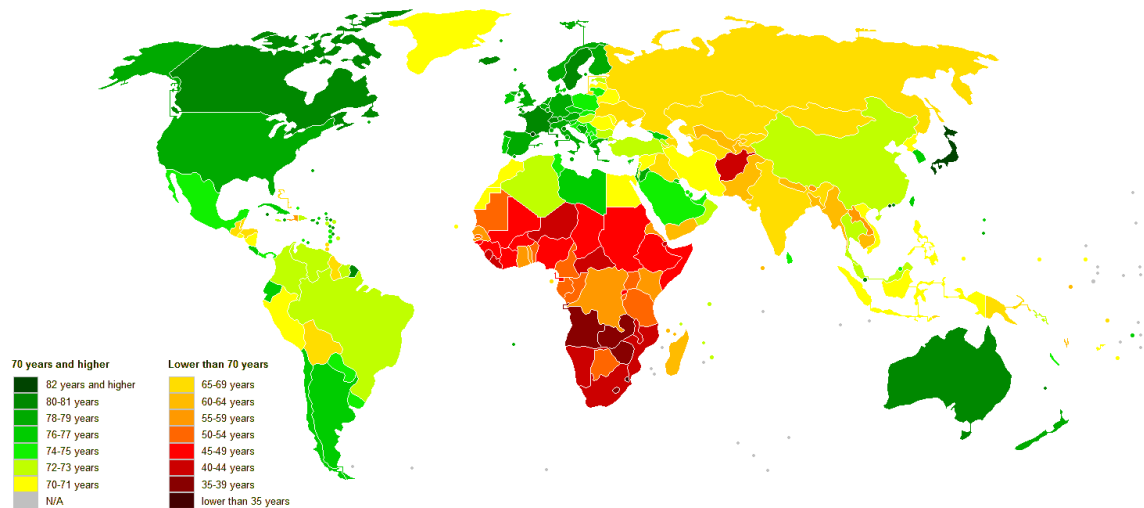 70 years and higher
82 years and higher
80-81 years
78-79 years
76-77 years
74-75 years
72-73 years
70-71 years
N/A
Lower than 70 years
65-69 years
60-64 years
55-59 years
50-54 years
45-49 years
40-44 years
35-39 years
lower than 35 years